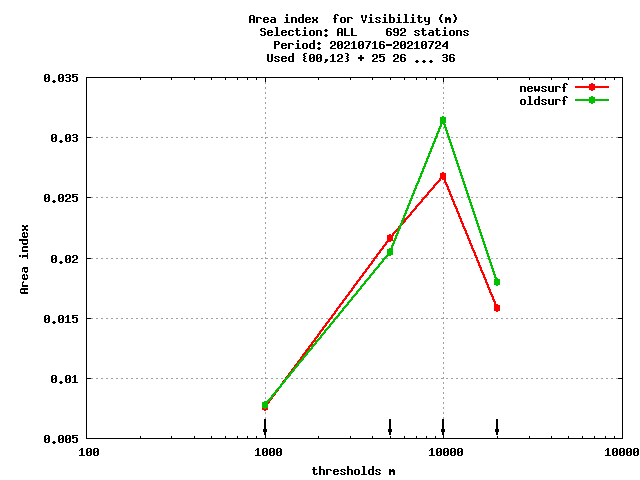 Area index  for Visibility (m)
Selection: ALL    692 stations
Period: 20210716-20210724
Used {00,12} + 25 26 ... 36
newsurf
oldsurf
0.035
0.03
0.025
0.02
0.015
0.01
0.005
Area index
100
1000
10000
10000
thresholds m